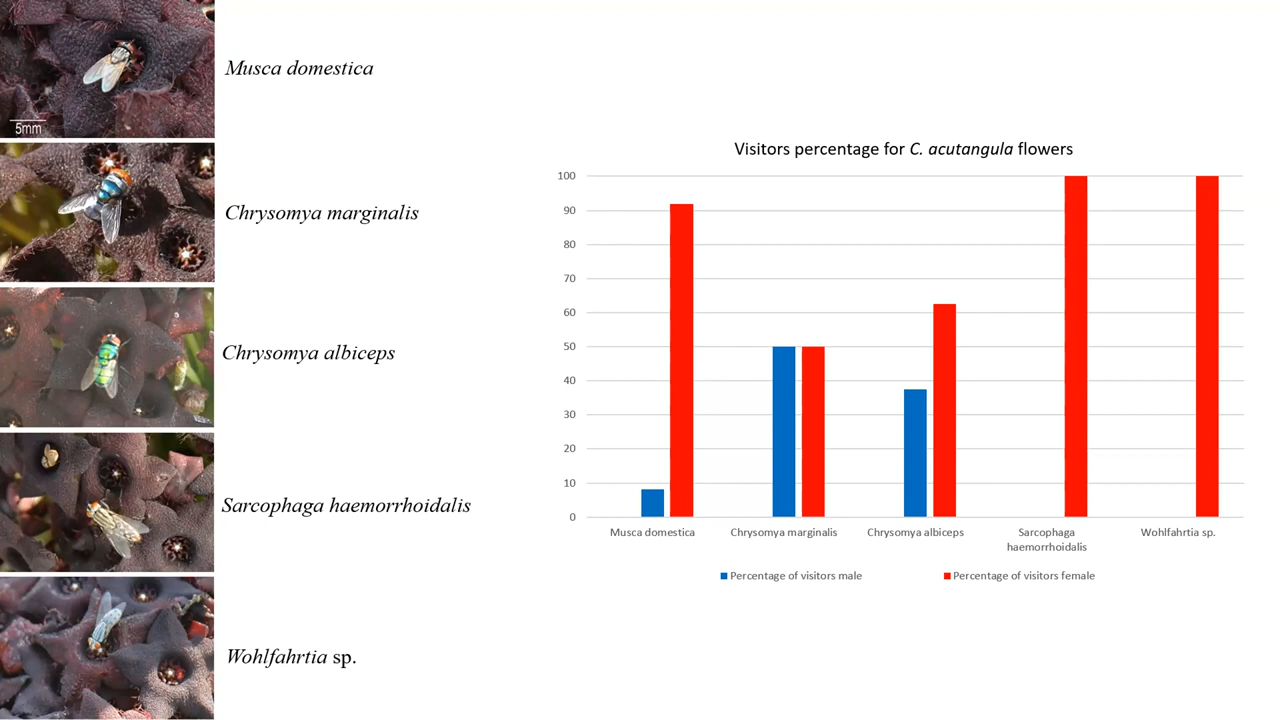 Musca domestica
5mm
Chrysomya marginalis
Chrysomya albiceps
Sarcophaga haemorrhoidalis
Wohlfahrtia sp.
Visitors percentage for C. acutangula flowers
100
90
80
70
60
50
40
30
20
10
0
Musca domestica
Chrysomya marginalis
Chrysomya albiceps
Sarcophaga
haemorrhoidalis
Wohlfahrtia sp.
Percentage of visitors male
Percentage of visitors female